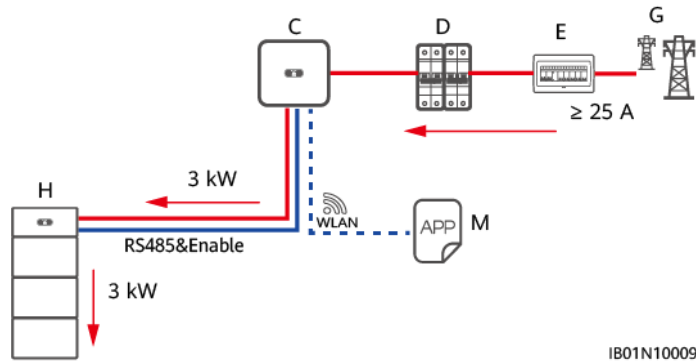 C
D
E
G
≥ 25 A
3 kW
H
WLAN
APP
M
RS485&Enable
3 kW
IB01N10009